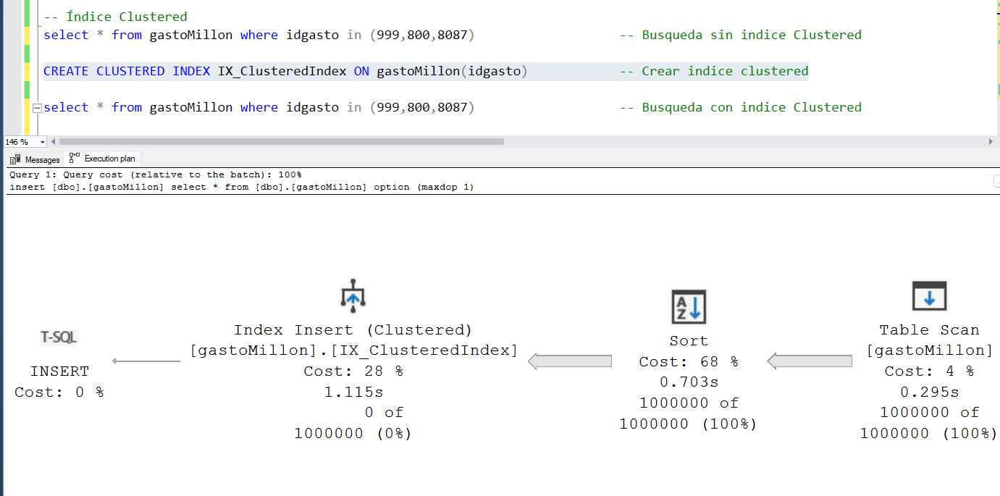 -- Índice Clustered
select * from gastoMillon where idgasto in (999,800,8087) -- Busqueda sin indice Clustered
CREATE CLUSTERED INDEX IX_ClusteredIndex ON gastoMillon(idgasto) -- Crear indice clustered
select * from gastoMillon where idgasto in (999,800,8087) -- Busqueda con indice Clustered
146 %
Messages Execution plan
Query 1: Query cost (relative to the batch): 100%
insert [dbo].[gastoMillon] select * from [dbo].[gastoMillon] option (maxdop 1)
T-SQL
INSERT
Cost: 0 %
Index Insert (Clustered)
[gastoMillon].[IX_ClusteredIndex]
Cost: 28 %
1.115s
0 of
1000000 (0%)
A
Z
Sort
Cost: 68 %
0.703s
1000000 of
1000000 (100%)
Table Scan
[gastoMillon]
Cost: 4 %
0.295s
1000000 of
1000000 (100%)